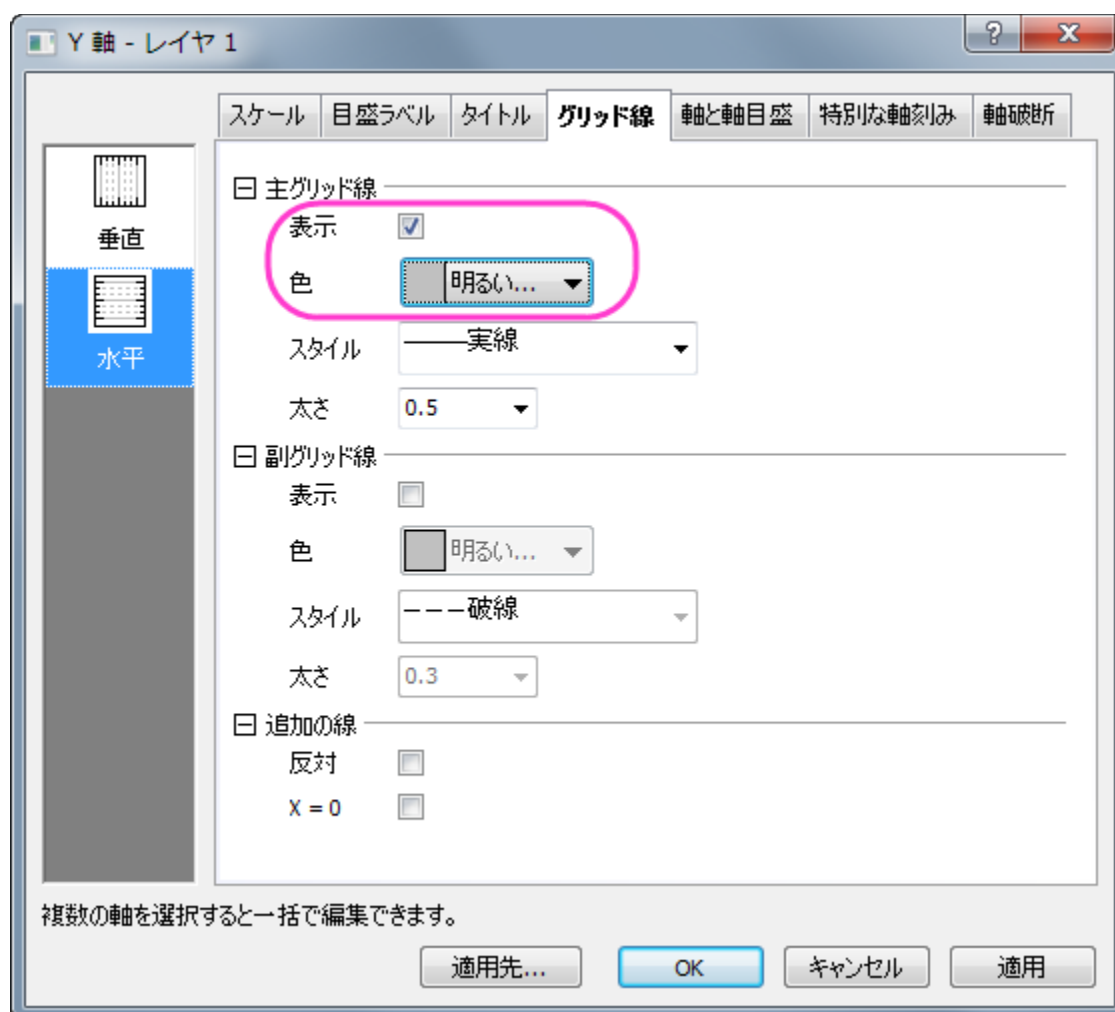 Y 軸 - レイヤ 1
スケール 目盛ラベル タイトル グリッド線 軸と軸目盛 特別な軸刻み 軸破断
垂直
水平
主グリッド線
表示
色 明るい...
スタイル 実線
太さ 0.5
副グリッド線
表示
色 明るい...
スタイル 破線
太さ 0.3
追加の線
反対
X = 0
複数の軸を選択すると一括で編集できます。
適用先... OK キャンセル 適用